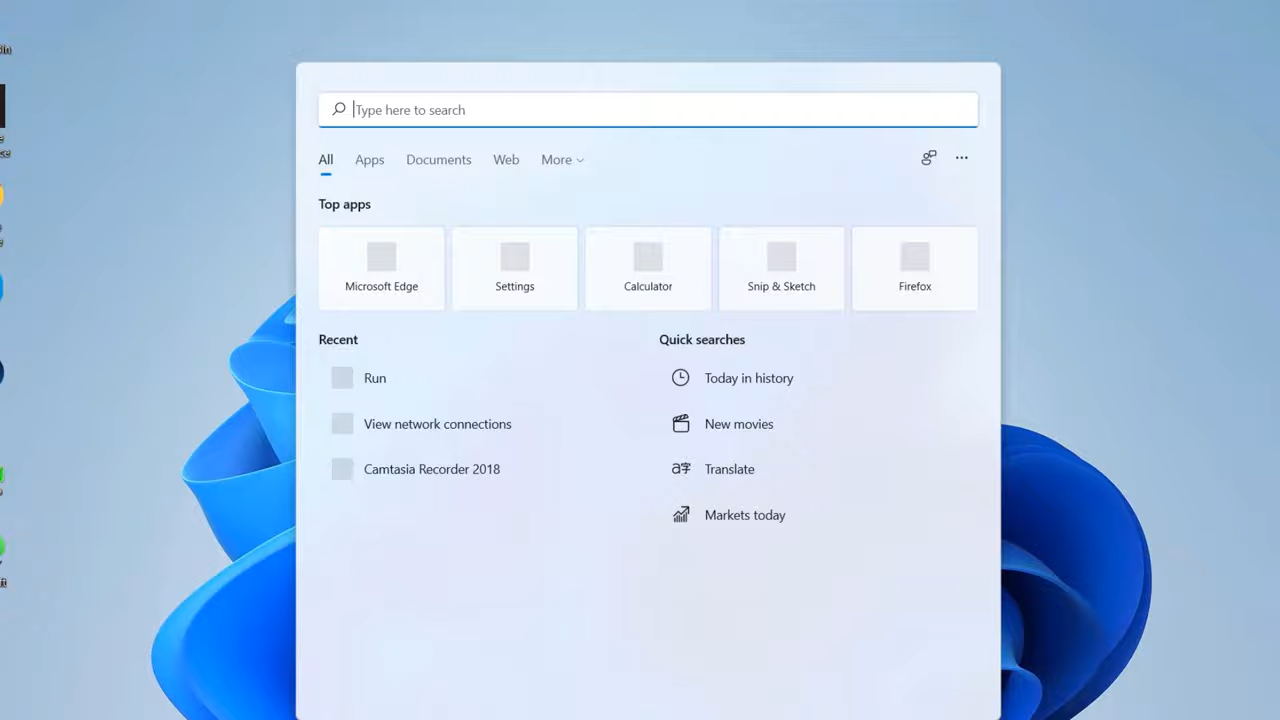 Type here to search
All Apps Documents Web More
Top apps
Microsoft Edge Settings Calculator Snip & Sketch Firefox
Recent
Run
View network connections
Camtasia Recorder 2018
Quick searches
Today in history
New movies
Translate
Markets today